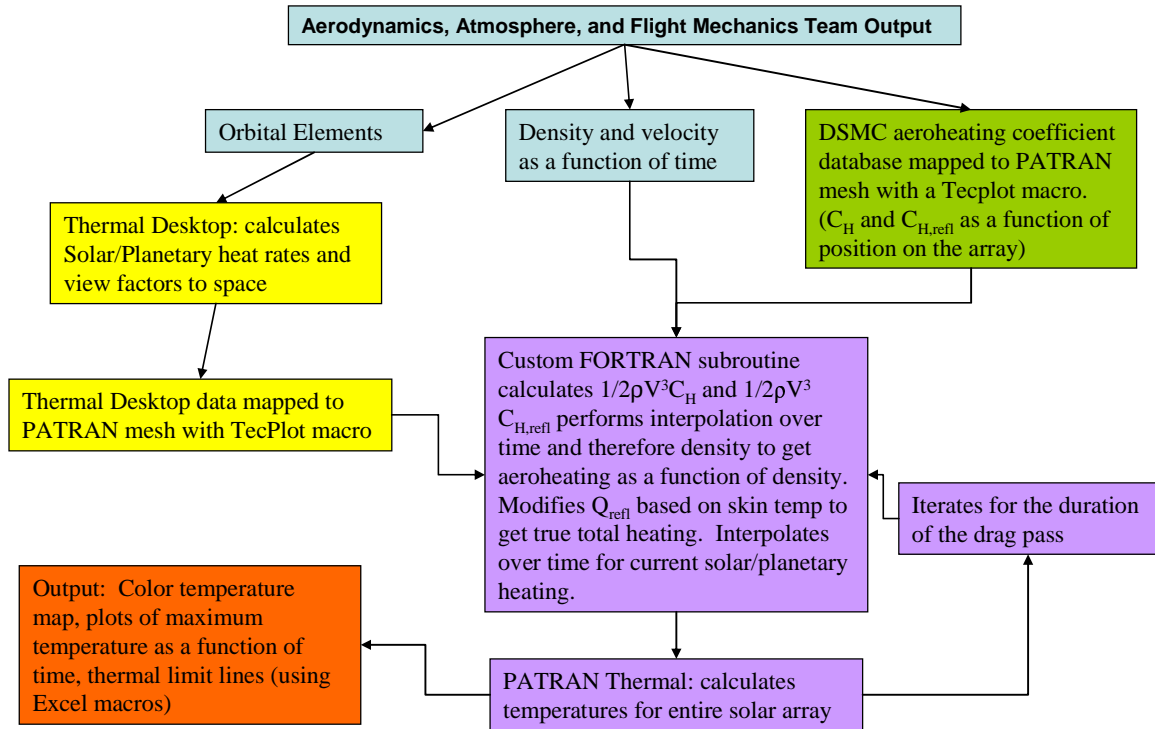 Aerodynamics, Atmosphere, and Flight Mechanics Team Output
Orbital Elements
Density and velocity
as a function of time
DSMC aeroheating coefficient
database mapped to PATRAN
mesh with a Tecplot macro.
(C_H and C_H,refl as a function of
position on the array)
Thermal Desktop: calculates
Solar/Planetary heat rates and
view factors to space
Thermal Desktop data mapped to
PATRAN mesh with TecPlot macro
Custom FORTRAN subroutine
calculates 1/2ρV³C_H and 1/2ρV³
C_H,refl performs interpolation over
time and therefore density to get
aeroheating as a function of density.
Modifies Q_refl based on skin temp to
get true total heating. Interpolates
over time for current solar/planetary
heating.
Iterates for the duration
of the drag pass
Output: Color temperature
map, plots of maximum
temperature as a function of
time, thermal limit lines (using
Excel macros)
PATRAN Thermal: calculates
temperatures for entire solar array